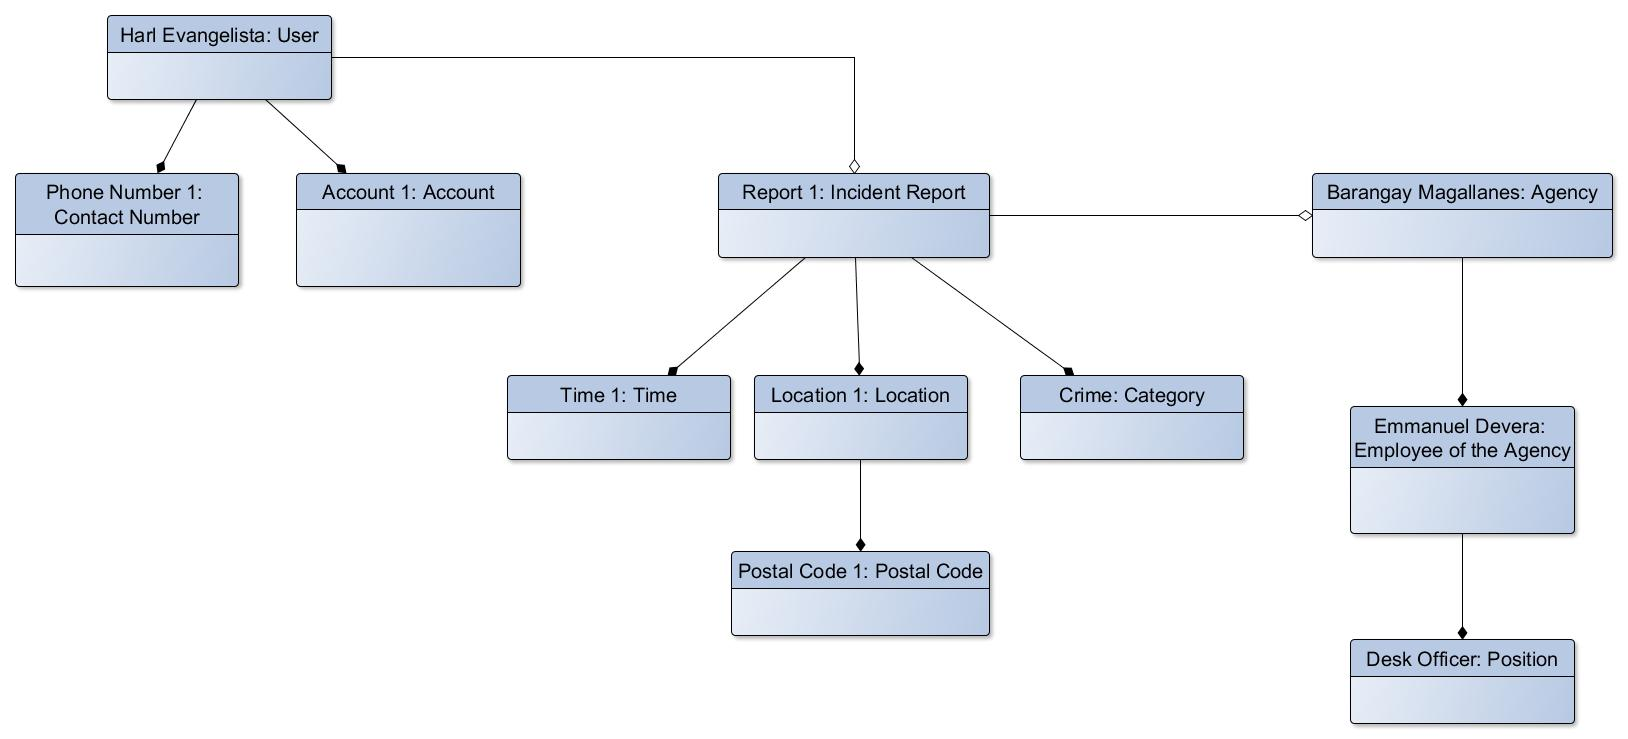 Harl Evangelista: User
Phone Number 1:
Contact Number
Account 1: Account
Report 1: Incident Report
Barangay Magallanes: Agency
Time 1: Time
Location 1: Location
Crime: Category
Emmanuel Devera:
Employee of the Agency
Postal Code 1: Postal Code
Desk Officer: Position